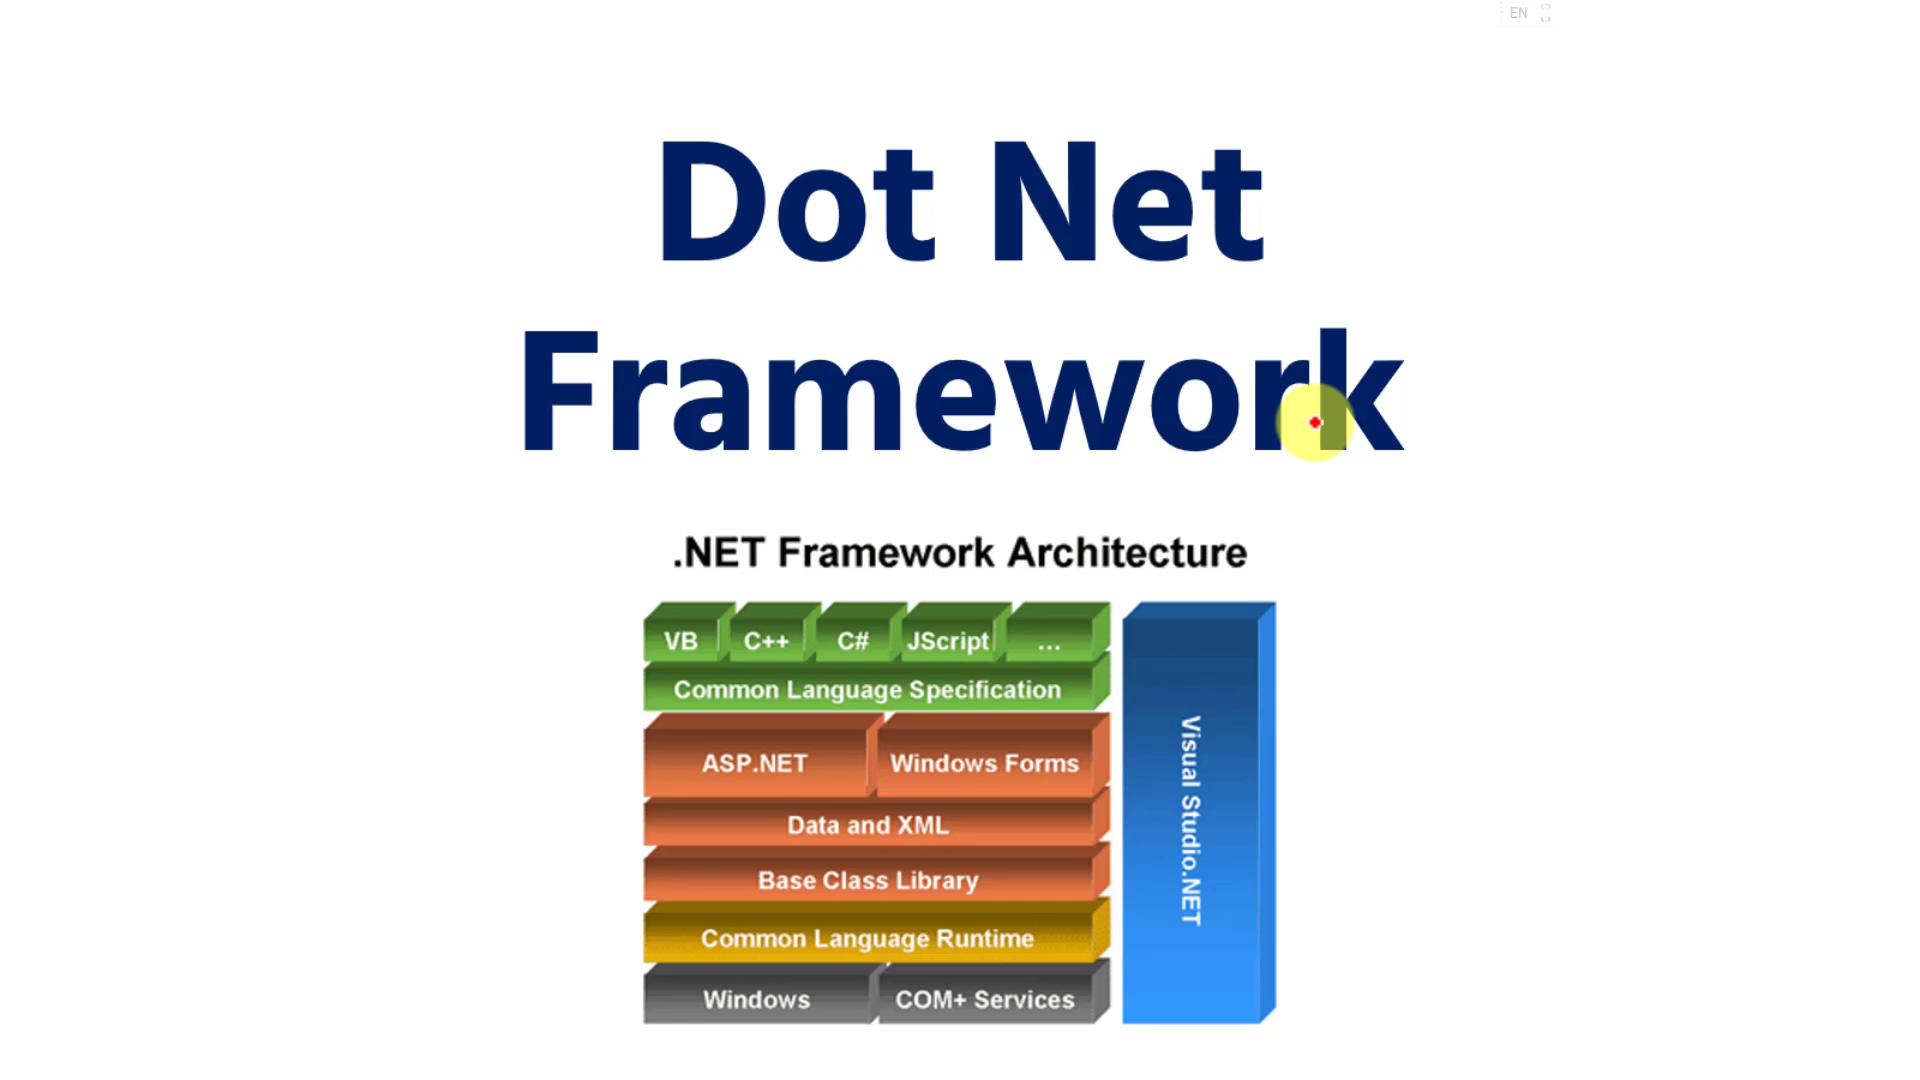 EN
Dot Net
Framework
.NET Framework Architecture
VB C++ C# JScript ...
Common Language Specification
ASP.NET Windows Forms
Data and XML
Base Class Library
Common Language Runtime
Windows COM+ Services
Visual Studio.NET